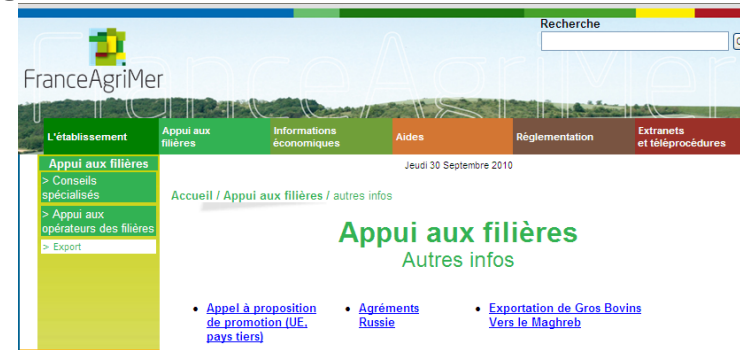 Recherche
FranceAgriMer
FranceAgriMer
L'établissement
Appui aux
filières
Informations
économiques
Aides
Règlementation
Extranets
et téléprocédures
Appui aux filières
> Conseils
spécialisés
> Appui aux
opérateurs des filières
> Export
Jeudi 30 Septembre 2010
Accueil / Appui aux filières / autres infos
Appui aux filières
Autres infos
• Appel à proposition
de promotion (UE,
pays tiers)
• Agréments
Russie
• Exportation de Gros Bovins
Vers le Maghreb